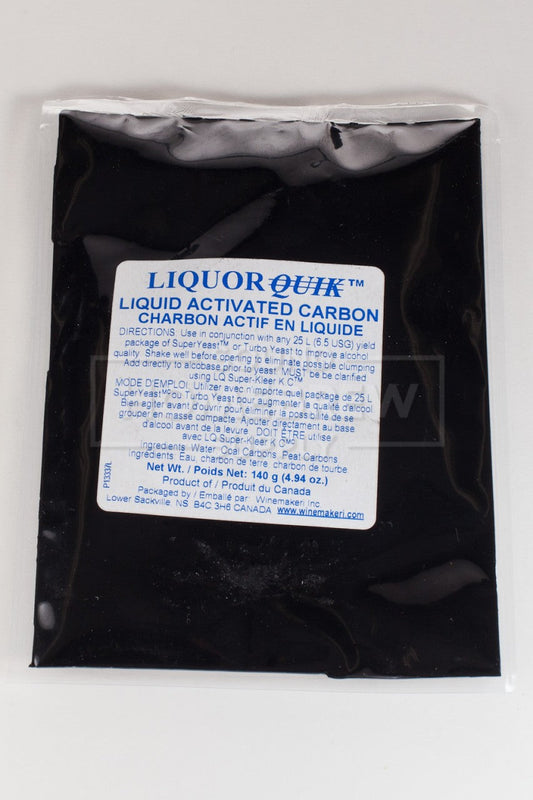 LIQUOR QUIK™
LIQUID ACTIVATED CARBON
CHARBON ACTIF EN LIQUIDE
DIRECTIONS: Use in conjunction with any 25 L (6.5 USG) yield
package of SuperYeast™ or Turbo Yeast to improve alcohol
quality. Shake well before opening to eliminate possible clumping.
Add directly to alcobase prior to yeast. MUST be be clarified
using LQ Super-Kleer K.C™
MODE D'EMPLOI: Utilizer avec n'importe quel package de 25 L
SuperYeast ou Turbo Yeast pour augmenter la qualité d'alcool.
Bien agiter avant d'ouvrir pour éliminer la possibilité de se
grouper en masse compacte. Ajouter directement au base
d'alcool avant de la levure. DOIT ÊTRE utilise
avec LQ Super-Kleer K.C
Ingredients: Water, Coal Carbons, Peat Carbons
Ingédients: Eau, charbon de terre, charbon de tourbe
Net Wt. / Poids Net: 140 g (4.94 oz.)
Product of / Produit du Canada
Packaged by / Emballé par: Winemakeri Inc.
Lower Sackville, NS B4C 3H6 CANADA www.winemakeri.com
P1333/L